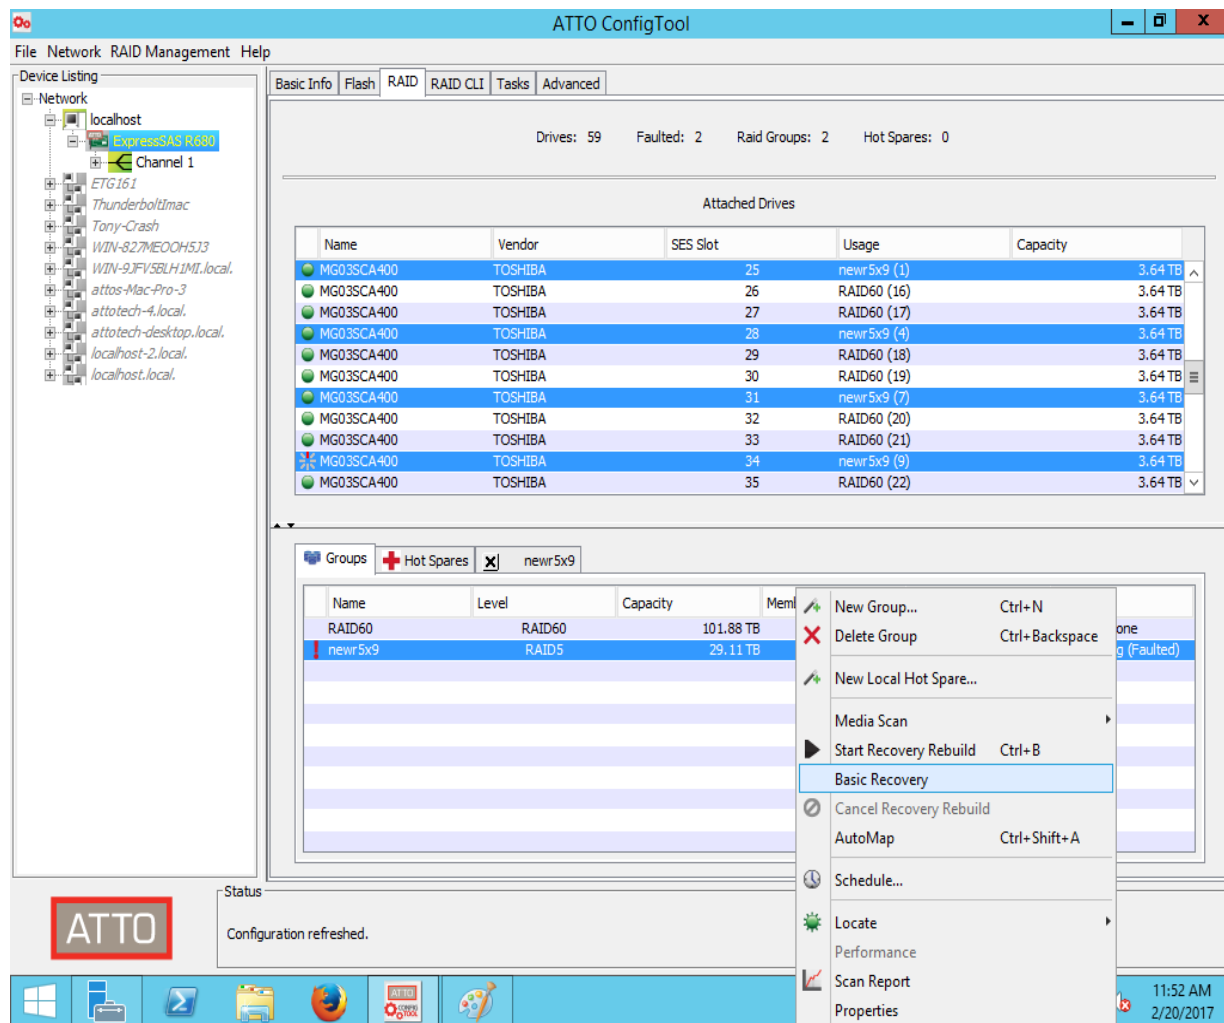 ATTO ConfigTool
File Network RAID Management Help
Device Listing
Network
localhost
ExpressSAS R680
Channel 1
ETG161
ThunderboltImac
Tony-Crash
WIN-827MEOOH5J3
WIN-9JFV5BLH1MI.local.
attos-Mac-Pro-3
attotech-4.local.
attotech-desktop.local.
localhost-2.local.
localhost.local.
Basic Info Flash RAID RAID CLI Tasks Advanced
Drives: 59 Faulted: 2 Raid Groups: 2 Hot Spares: 0
Attached Drives
Name Vendor SES Slot Usage Capacity
MG03SCA400 TOSHIBA 25 newr5x9 (1) 3.64 TB
MG03SCA400 TOSHIBA 26 RAID60 (16) 3.64 TB
MG03SCA400 TOSHIBA 27 RAID60 (17) 3.64 TB
MG03SCA400 TOSHIBA 28 newr5x9 (4) 3.64 TB
MG03SCA400 TOSHIBA 29 RAID60 (18) 3.64 TB
MG03SCA400 TOSHIBA 30 RAID60 (19) 3.64 TB
MG03SCA400 TOSHIBA 31 newr5x9 (7) 3.64 TB
MG03SCA400 TOSHIBA 32 RAID60 (20) 3.64 TB
MG03SCA400 TOSHIBA 33 RAID60 (21) 3.64 TB
MG03SCA400 TOSHIBA 34 newr5x9 (9) 3.64 TB
MG03SCA400 TOSHIBA 35 RAID60 (22) 3.64 TB
Groups Hot Spares X newr5x9
Name Level Capacity Meml
RAID60 RAID60 101.88 TB one
newr5x9 RAID5 29.11 TB g (Faulted)
New Group... Ctrl+N
Delete Group Ctrl+Backspace
New Local Hot Spare...
Media Scan
Start Recovery Rebuild Ctrl+B
Basic Recovery
Cancel Recovery Rebuild
AutoMap Ctrl+Shift+A
Schedule...
Locate
Performance
Scan Report
Properties
ATTO
Status
Configuration refreshed.
ATTO
CONFIG
TOOL
11:52 AM
2/20/2017